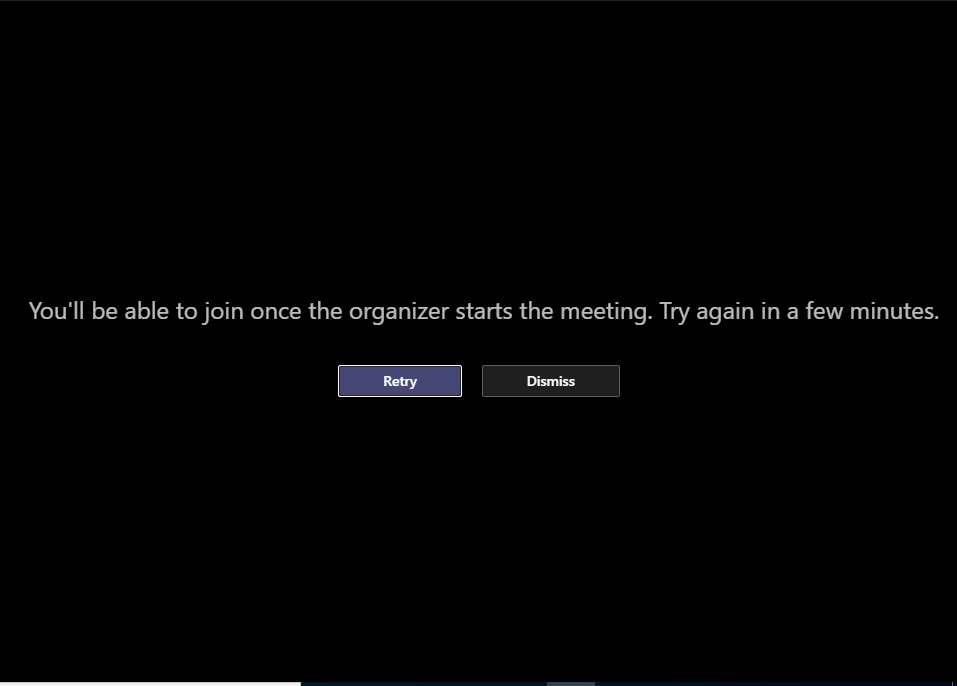 You'll be able to join once the organizer starts the meeting. Try again in a few minutes.
Retry
Dismiss